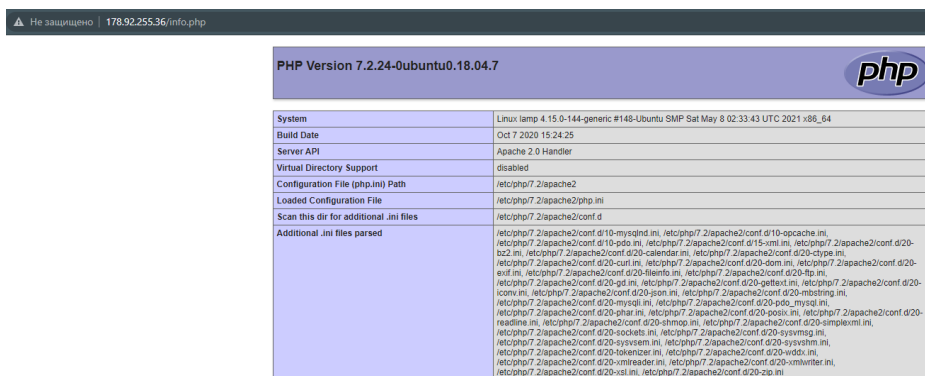 Не защищено | 178.92.255.36/info.php
PHP Version 7.2.24-0ubuntu0.18.04.7
php
System Linux lamp 4.15.0-144-generic #148-Ubuntu SMP Sat May 8 02:33:43 UTC 2021 x86_64
Build Date Oct 7 2020 15:24:25
Server API Apache 2.0 Handler
Virtual Directory Support disabled
Configuration File (php.ini) Path /etc/php/7.2/apache2
Loaded Configuration File /etc/php/7.2/apache2/php.ini
Scan this dir for additional .ini files /etc/php/7.2/apache2/conf.d
Additional .ini files parsed /etc/php/7.2/apache2/conf.d/10-mysqlnd.ini, /etc/php/7.2/apache2/conf.d/10-opcache.ini,
/etc/php/7.2/apache2/conf.d/10-pdo.ini, /etc/php/7.2/apache2/conf.d/15-xml.ini, /etc/php/7.2/apache2/conf.d/20-
bz2.ini, /etc/php/7.2/apache2/conf.d/20-calendar.ini, /etc/php/7.2/apache2/conf.d/20-ctype.ini,
/etc/php/7.2/apache2/conf.d/20-curl.ini, /etc/php/7.2/apache2/conf.d/20-dom.ini, /etc/php/7.2/apache2/conf.d/20-
exif.ini, /etc/php/7.2/apache2/conf.d/20-fileinfo.ini, /etc/php/7.2/apache2/conf.d/20-ftp.ini,
/etc/php/7.2/apache2/conf.d/20-gd.ini, /etc/php/7.2/apache2/conf.d/20-gettext.ini, /etc/php/7.2/apache2/conf.d/20-
iconv.ini, /etc/php/7.2/apache2/conf.d/20-json.ini, /etc/php/7.2/apache2/conf.d/20-mbstring.ini,
/etc/php/7.2/apache2/conf.d/20-mysqli.ini, /etc/php/7.2/apache2/conf.d/20-pdo_mysql.ini,
/etc/php/7.2/apache2/conf.d/20-phar.ini, /etc/php/7.2/apache2/conf.d/20-posix.ini, /etc/php/7.2/apache2/conf.d/20-
readline.ini, /etc/php/7.2/apache2/conf.d/20-shmop.ini, /etc/php/7.2/apache2/conf.d/20-simplexml.ini,
/etc/php/7.2/apache2/conf.d/20-sockets.ini, /etc/php/7.2/apache2/conf.d/20-sysvmsg.ini,
/etc/php/7.2/apache2/conf.d/20-sysvsem.ini, /etc/php/7.2/apache2/conf.d/20-sysvshm.ini,
/etc/php/7.2/apache2/conf.d/20-tokenizer.ini, /etc/php/7.2/apache2/conf.d/20-wddx.ini,
/etc/php/7.2/apache2/conf.d/20-xmlreader.ini, /etc/php/7.2/apache2/conf.d/20-xmlwriter.ini,
/etc/php/7.2/apache2/conf.d/20-xsl.ini, /etc/php/7.2/apache2/conf.d/20-zip.ini